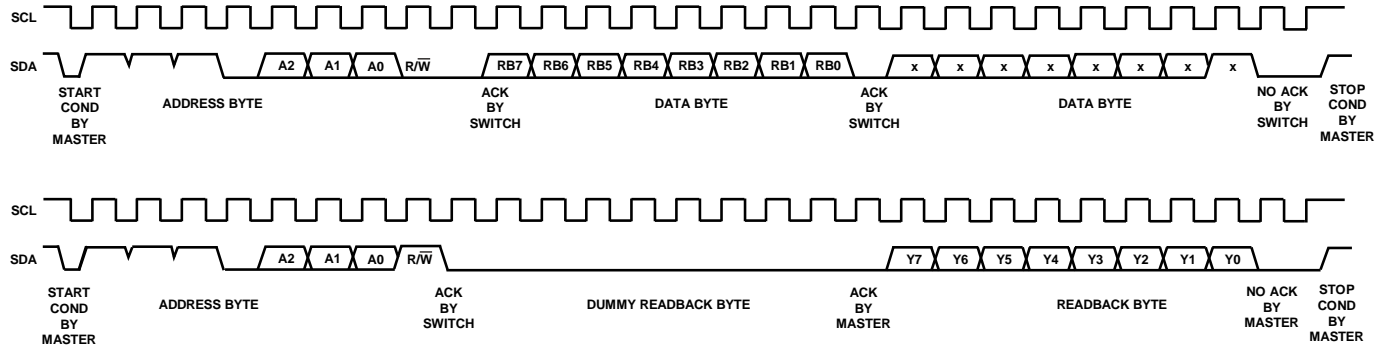 SCL
SDA A2 A1 A0 R/W̅ RB7 RB6 RB5 RB4 RB3 RB2 RB1 RB0 x x x x x x x x
START COND BY MASTER
ADDRESS BYTE
ACK BY SWITCH
DATA BYTE
ACK BY SWITCH
DATA BYTE
NO ACK BY SWITCH
STOP COND BY MASTER
SCL
SDA A2 A1 A0 R/W̅ Y7 Y6 Y5 Y4 Y3 Y2 Y1 Y0
START COND BY MASTER
ADDRESS BYTE
ACK BY SWITCH
DUMMY READBACK BYTE
ACK BY MASTER
READBACK BYTE
NO ACK BY MASTER
STOP COND BY MASTER